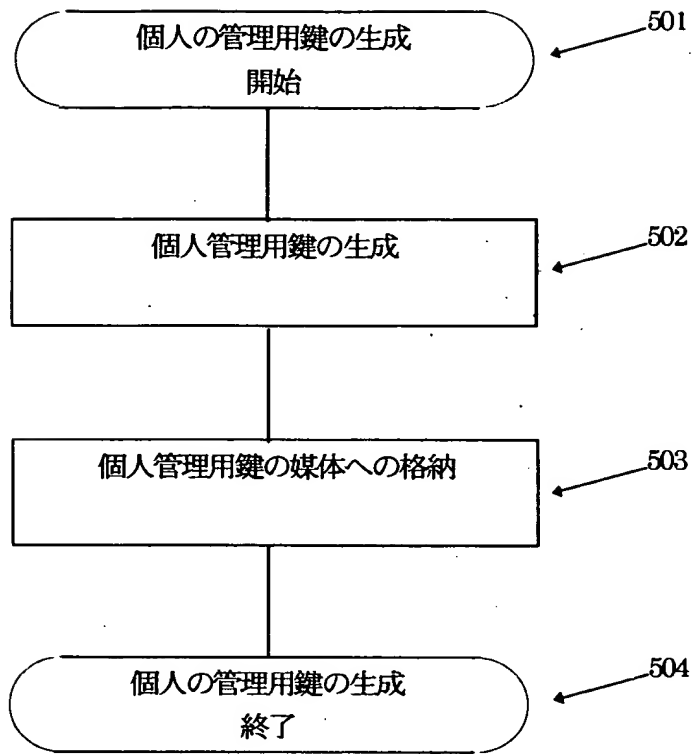 個人の管理用鍵の生成
開始
501
個人管理用鍵の生成
502
個人管理用鍵の媒体への格納
503
個人の管理用鍵の生成
終了
504